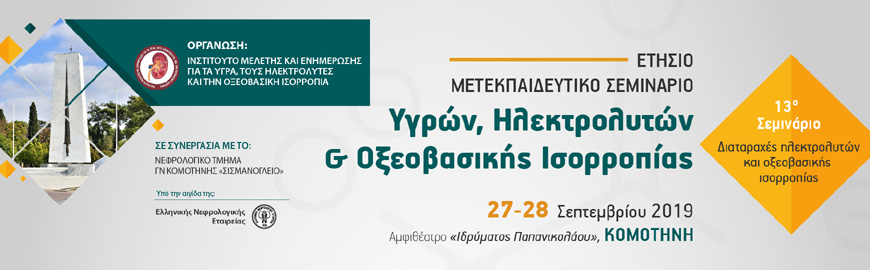 ΟΡΓΑΝΩΣΗ:
ΙΝΣΤΙΤΟΥΤΟ ΜΕΛΕΤΗΣ ΚΑΙ ΕΝΗΜΕΡΩΣΗΣ
ΓΙΑ ΤΑ ΥΓΡΑ, ΤΟΥΣ ΗΛΕΚΤΡΟΛΥΤΕΣ
ΚΑΙ ΤΗΝ ΟΞΕΟΒΑΣΙΚΗ ΙΣΟΡΡΟΠΙΑ
ΣΕ ΣΥΝΕΡΓΑΣΙΑ ΜΕ ΤΟ:
ΝΕΦΡΟΛΟΓΙΚΟ ΤΜΗΜΑ
ΓΝ ΚΟΜΟΤΗΝΗΣ «ΣΙΣΜΑΝΟΓΛΕΙΟ»
Υπό την αιγίδα της:
Ελληνικής Νεφρολογικής
Εταιρείας
ΕΤΗΣΙΟ
ΜΕΤΕΚΠΑΙΔΕΥΤΙΚΟ ΣΕΜΙΝΑΡΙΟ
Υγρών, Ηλεκτρολυτών
& Οξεοβασικής Ισορροπίας
27-28 Σεπτεμβρίου 2019
Αμφιθέατρο «Ιδρύματος Παπανικολάου», ΚΟΜΟΤΗΝΗ
13ο
Σεμινάριο
Διαταραχές ηλεκτρολυτών
και οξεοβασικής
ισορροπίας